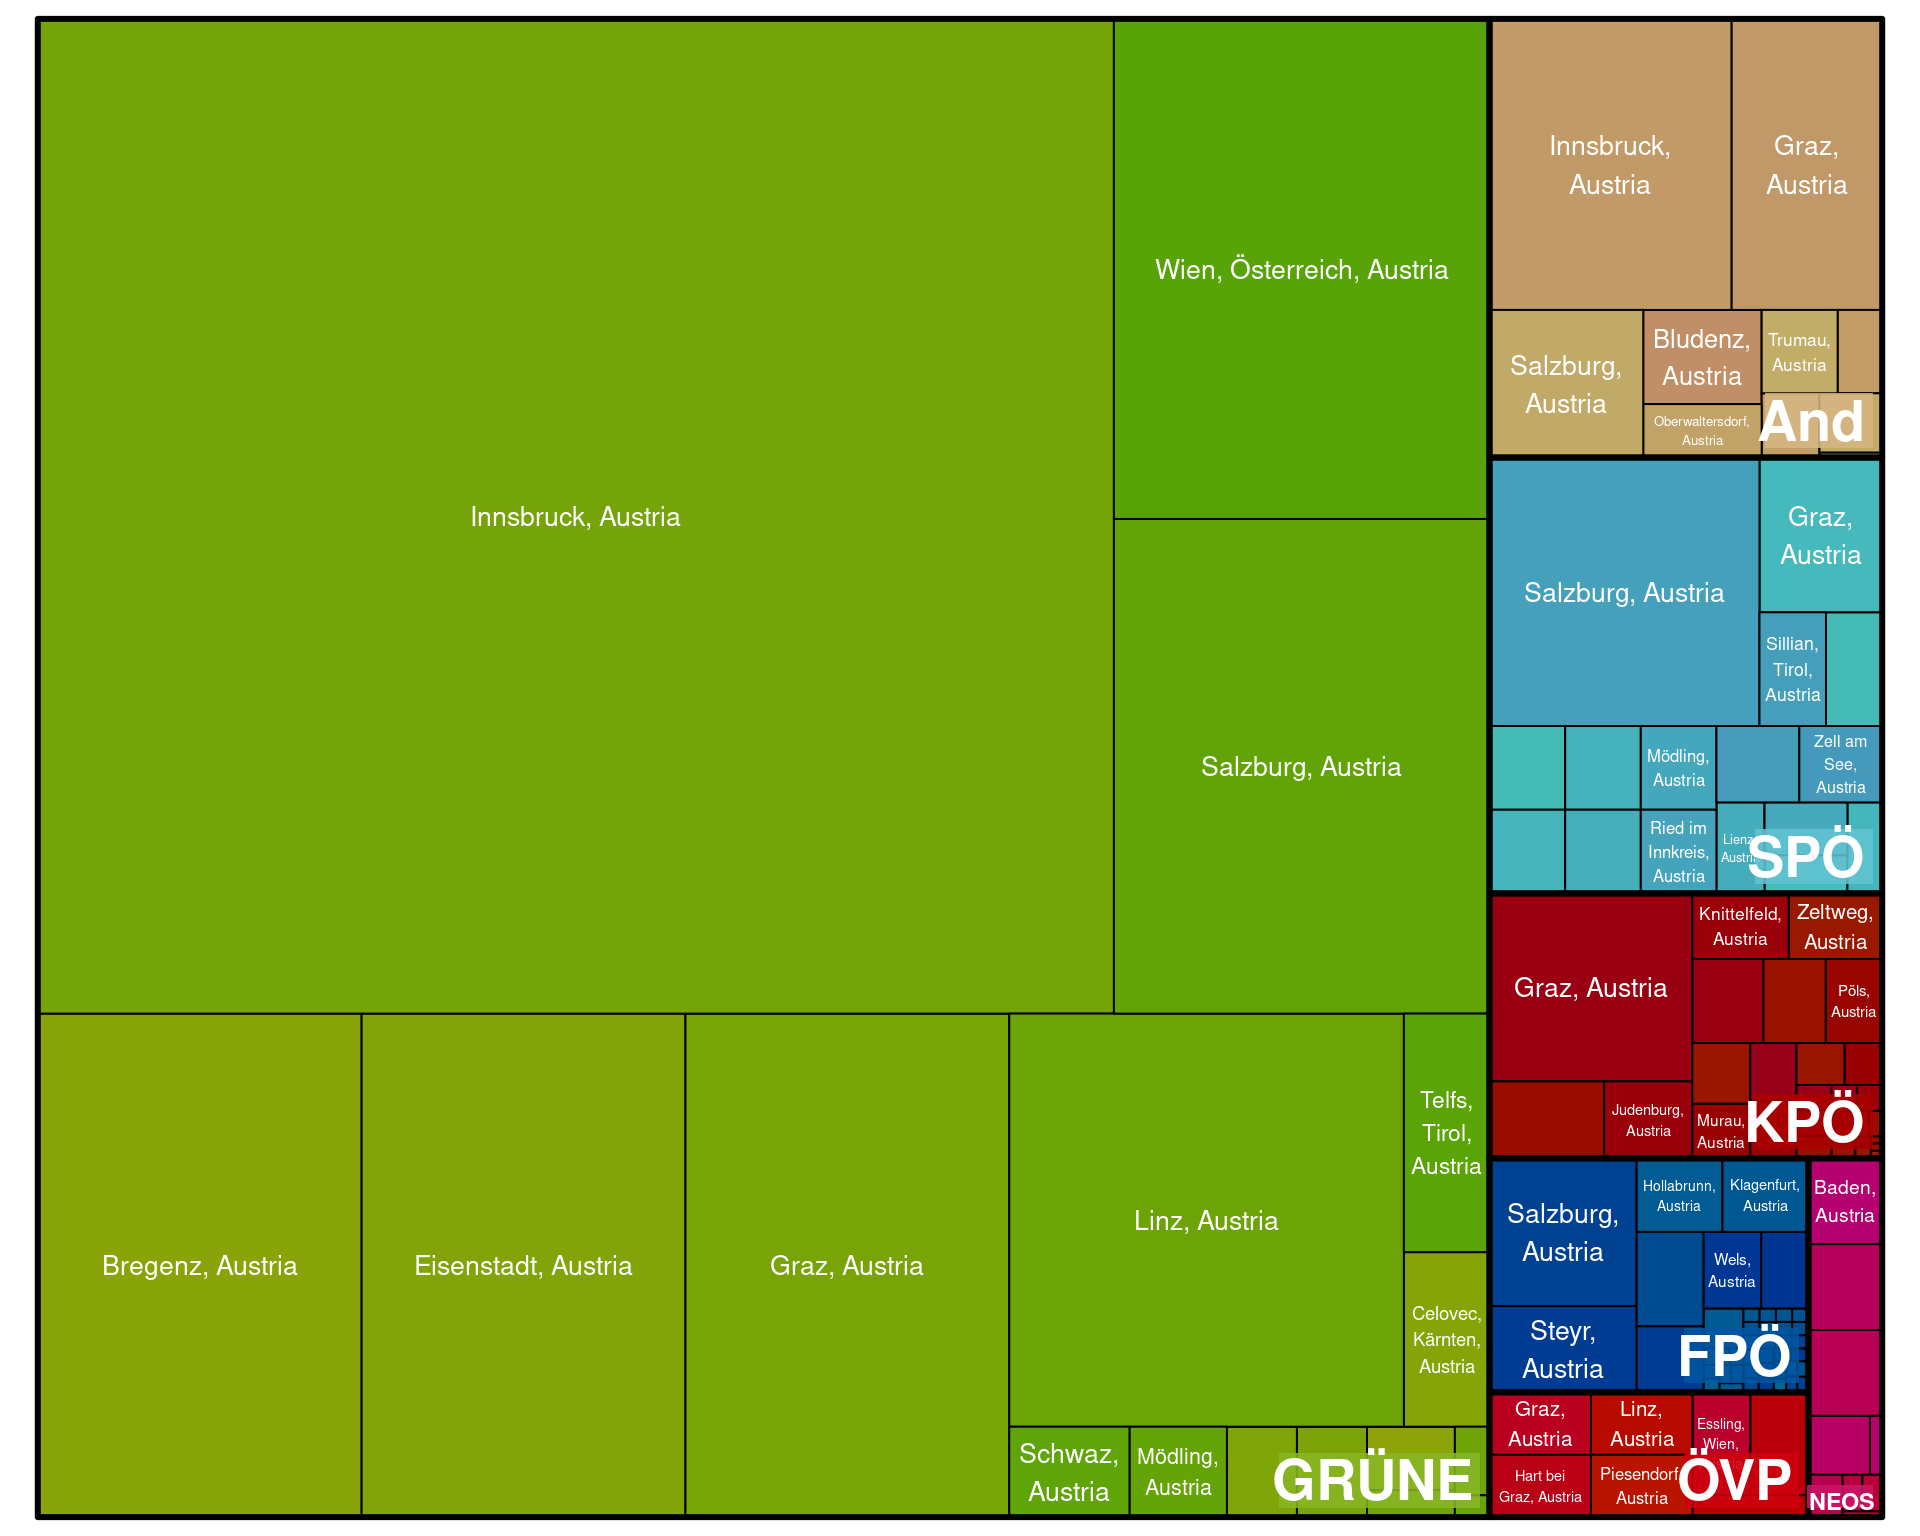 Innsbruck, Austria
Wien, Österreich, Austria
Salzburg, Austria
Bregenz, Austria
Eisenstadt, Austria
Graz, Austria
Linz, Austria
Telfs,
Tirol,
Austria
Celovec,
Kärnten,
Austria
Schwaz,
Austria
Mödling,
Austria
GRÜNE
Innsbruck,
Austria
Graz,
Austria
Salzburg,
Austria
Bludenz,
Austria
Trumau,
Austria
Oberwaltersdorf,
Austria
And
Salzburg, Austria
Graz,
Austria
Sillian,
Tirol,
Austria
Mödling,
Austria
Zell am
See,
Austria
Ried im
Innkreis,
Austria
Lienz,
Austria
SPÖ
Graz, Austria
Knittelfeld,
Austria
Zeltweg,
Austria
Pöls,
Austria
Judenburg,
Austria
Murau,
Austria
KPÖ
Salzburg,
Austria
Hollabrunn,
Austria
Klagenfurt,
Austria
Wels,
Austria
Steyr,
Austria
FPÖ
Baden,
Austria
NEOS
Graz,
Austria
Linz,
Austria
Essling,
Wien,
Hart bei
Graz, Austria
Piesendorf,
Austria
ÖVP